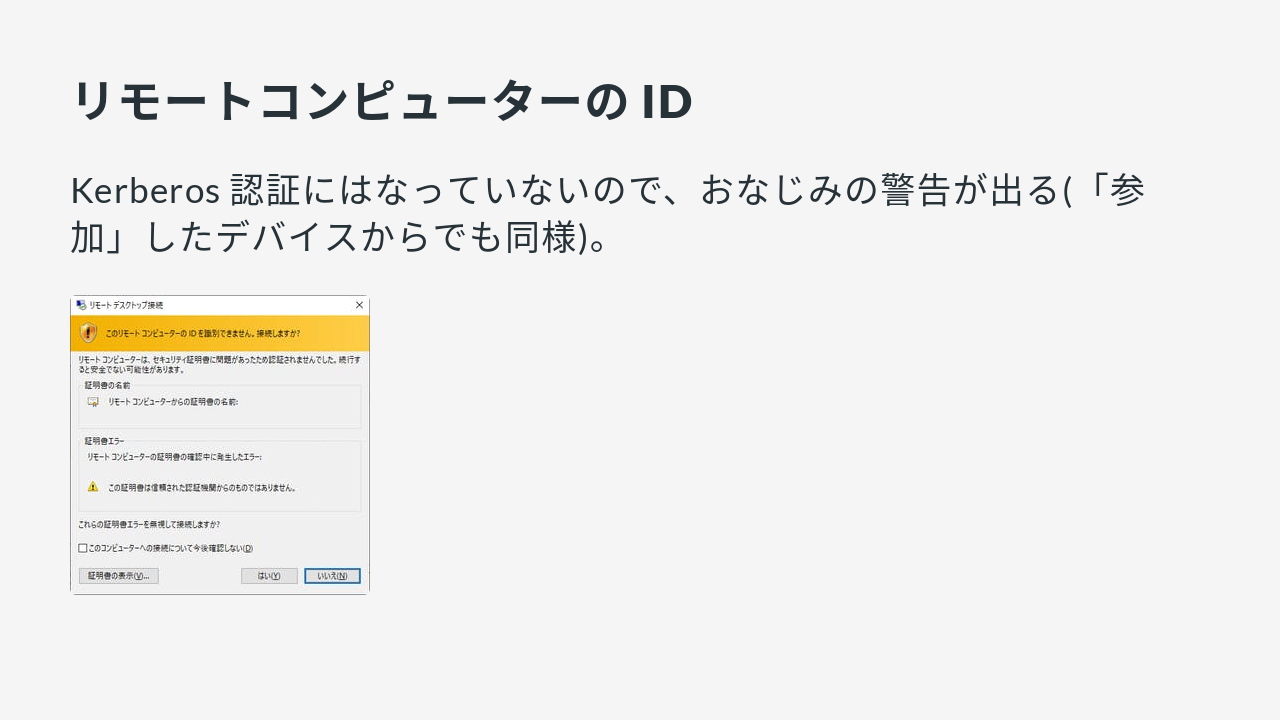 リモートコンピューターの ID
Kerberos 認証にはなっていないので、おなじみの警告が出る(「参
加」したデバイスからでも同様)。
リモート デスクトップ接続
このリモート コンピューターの ID を識別できません。接続しますか?
リモート コンピューターは、セキュリティ証明書に問題があったため認証されませんでした。続行す
ると安全でない可能性があります。
証明書の名前
リモート コンピューターからの証明書の名前:
証明書エラー
リモート コンピューターの証明書の確認中に発生したエラー:
この証明書は信頼された認証機関からのものではありません。
これらの証明書エラーを無視して接続しますか?
このコンピューターへの接続について今後確認しない(D)
証明書の表示(V)...
はい(Y)
いいえ(N)